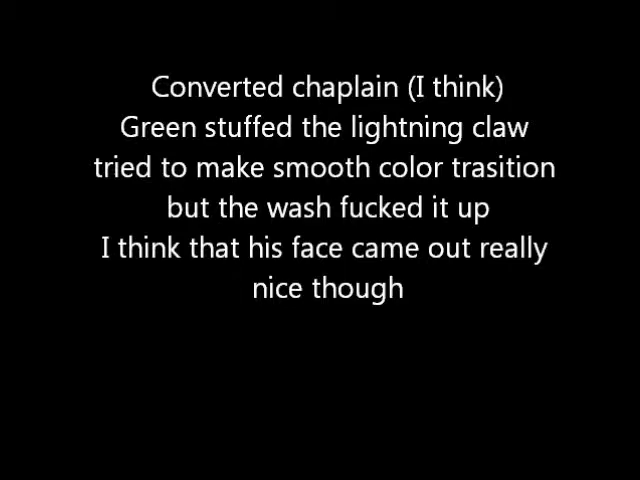 Converted chaplain (I think)
Green stuffed the lightning claw
tried to make smooth color trasition
but the wash fucked it up
I think that his face came out really
nice though